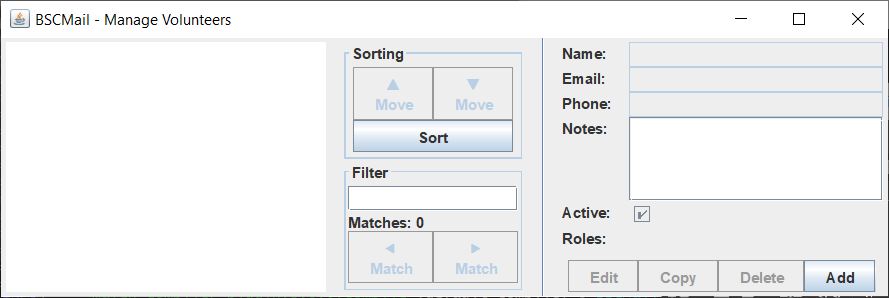 BSCMail - Manage Volunteers
Sorting
Move Move
Sort
Filter
Matches: 0
Match Match
Name:
Email:
Phone:
Notes:
Active:
Roles:
Edit Copy Delete Add